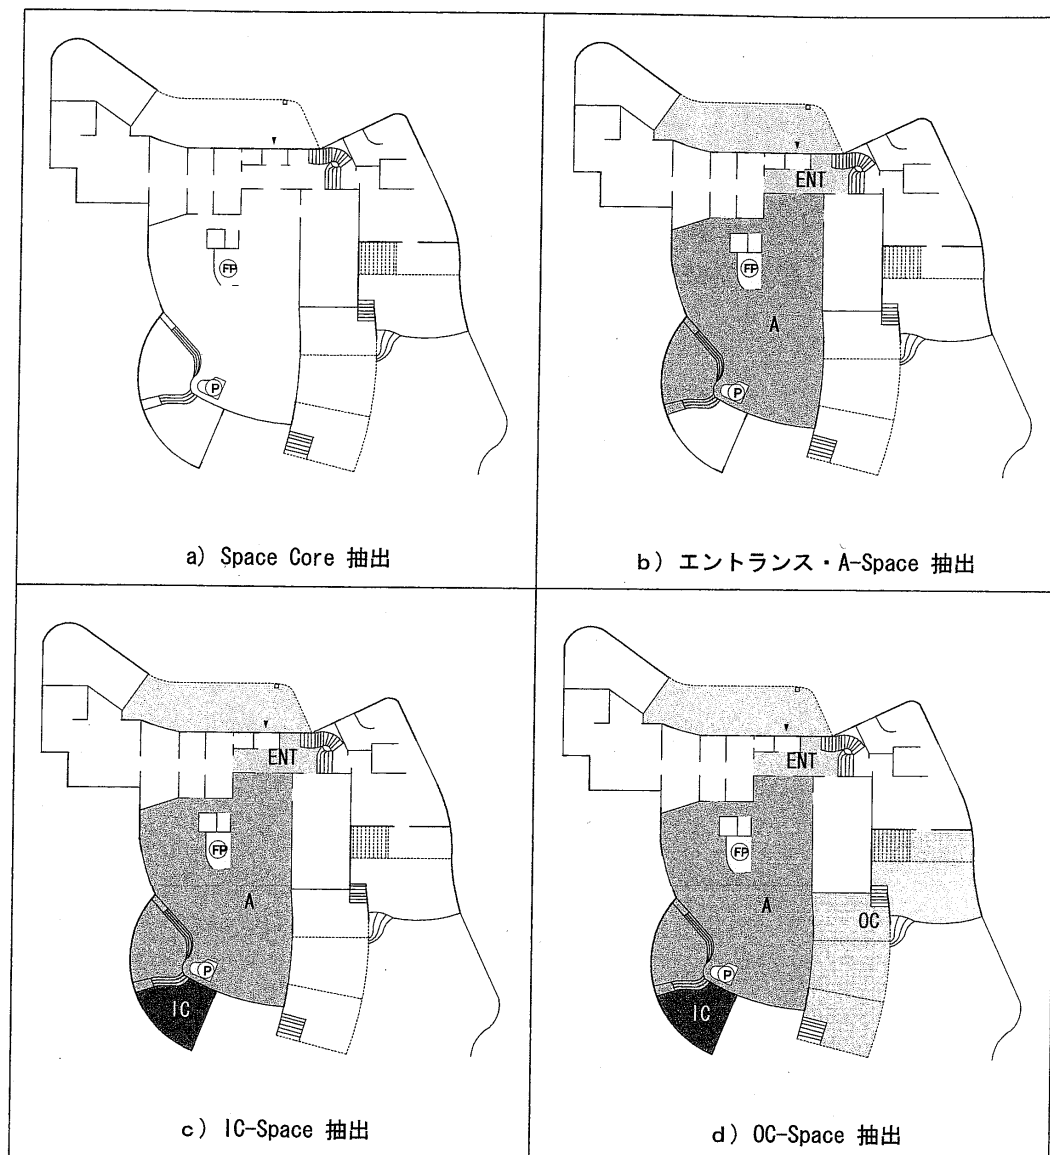 FP
P
a) Space Core 抽出
ENT
FP
A
P
b) エントランス・A-Space 抽出
ENT
FP
A
P
IC
c) IC-Space 抽出
ENT
FP
A
OC
P
IC
d) OC-Space 抽出